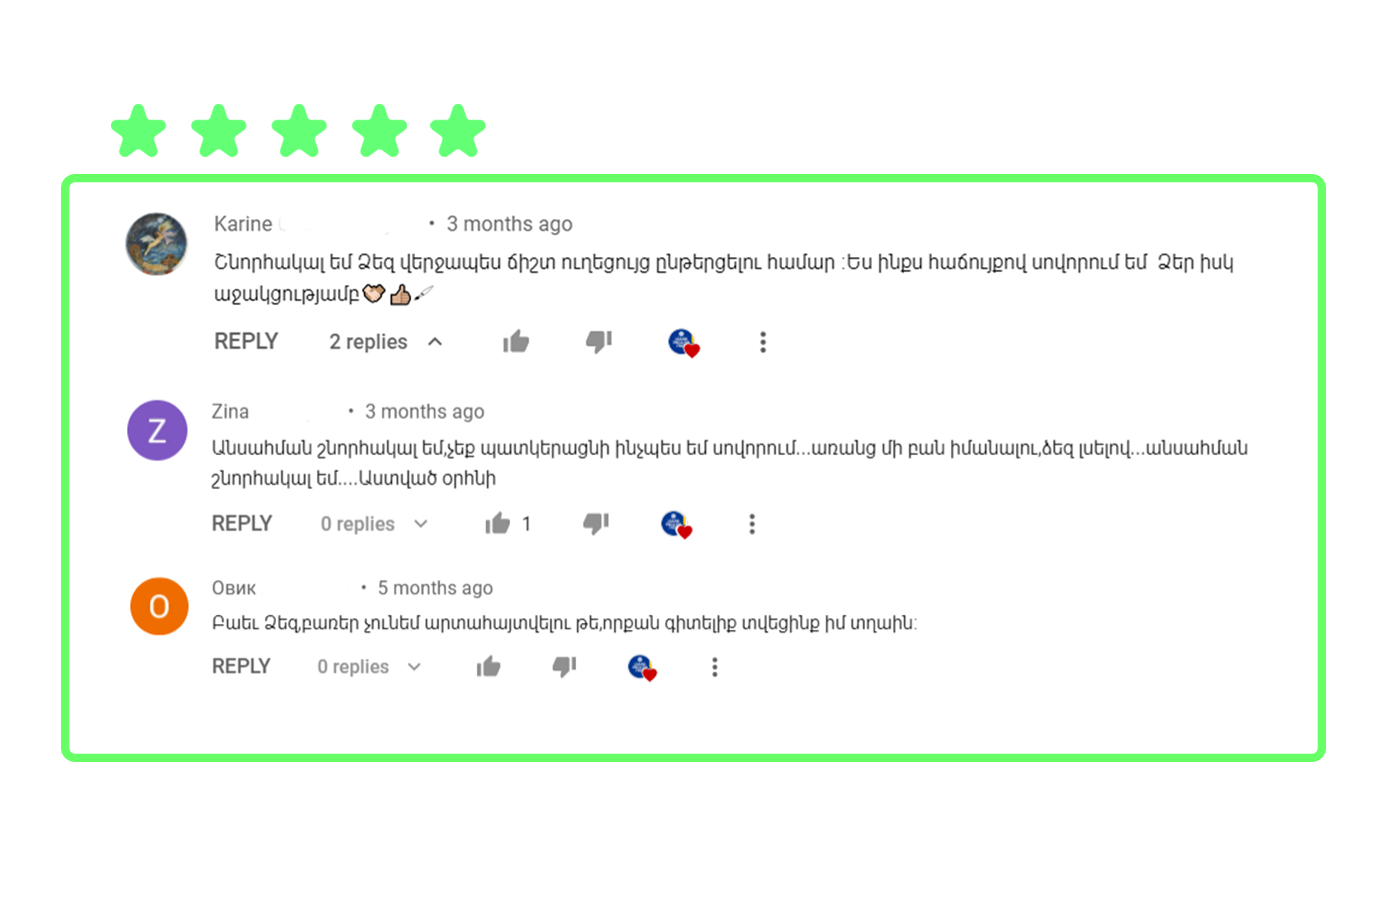 Karine • 3 months ago
Շնորհակալ եմ Ձեզ վերջապես ճիշտ ուղեցույց ընթերցելու համար :Ես ինքս հաճույքով սովորում եմ Ձեր իսկ
աջակցությամբ
REPLY 2 replies
Zina • 3 months ago
Անսահման շնորհակալ եմ,չեք պատկերացնի ինչպես եմ սովորում...առանց մի բան իմանալու,ձեզ լսելով...անսահման
շնորհակալ եմ....Աստված օրհնի
REPLY 0 replies 1
Z
Овик • 5 months ago
Բաեւ Ձեզ,բառեր չունեմ արտահայտվելու թե,որքան գիտելիք տվեցինք իմ տղաին:
REPLY 0 replies
O